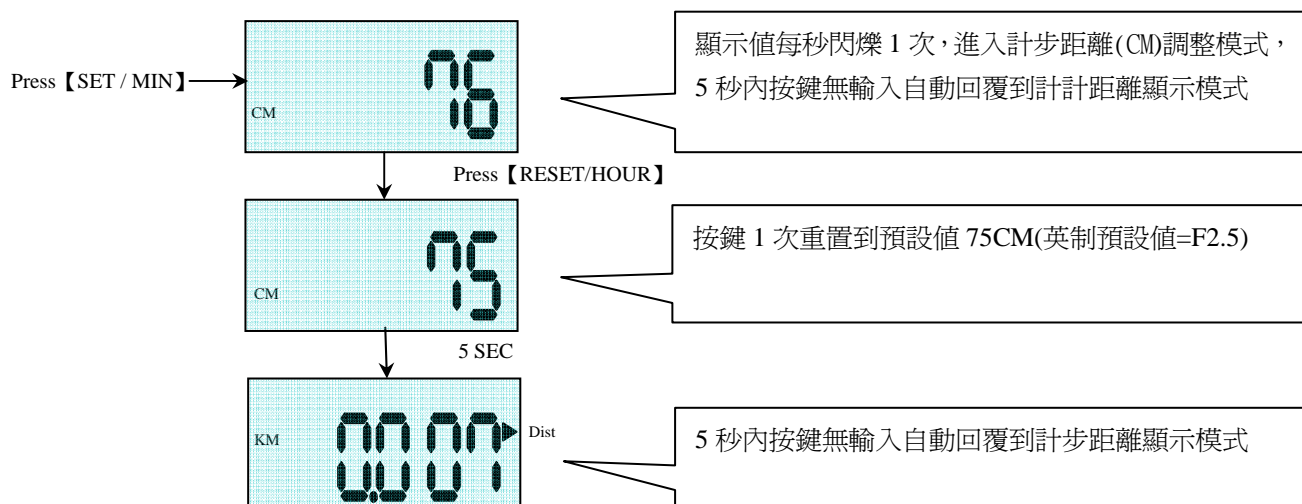 Press【SET / MIN】
76
CM
顯示值每秒閃爍 1 次，進入計步距離(CM)調整模式，
5 秒內按鍵無輸入自動回覆到計計距離顯示模式
Press【RESET/HOUR】
75
CM
按鍵 1 次重置到預設值 75CM(英制預設值=F2.5)
5 SEC
KM
0.007
Dist
5 秒內按鍵無輸入自動回覆到計步距離顯示模式